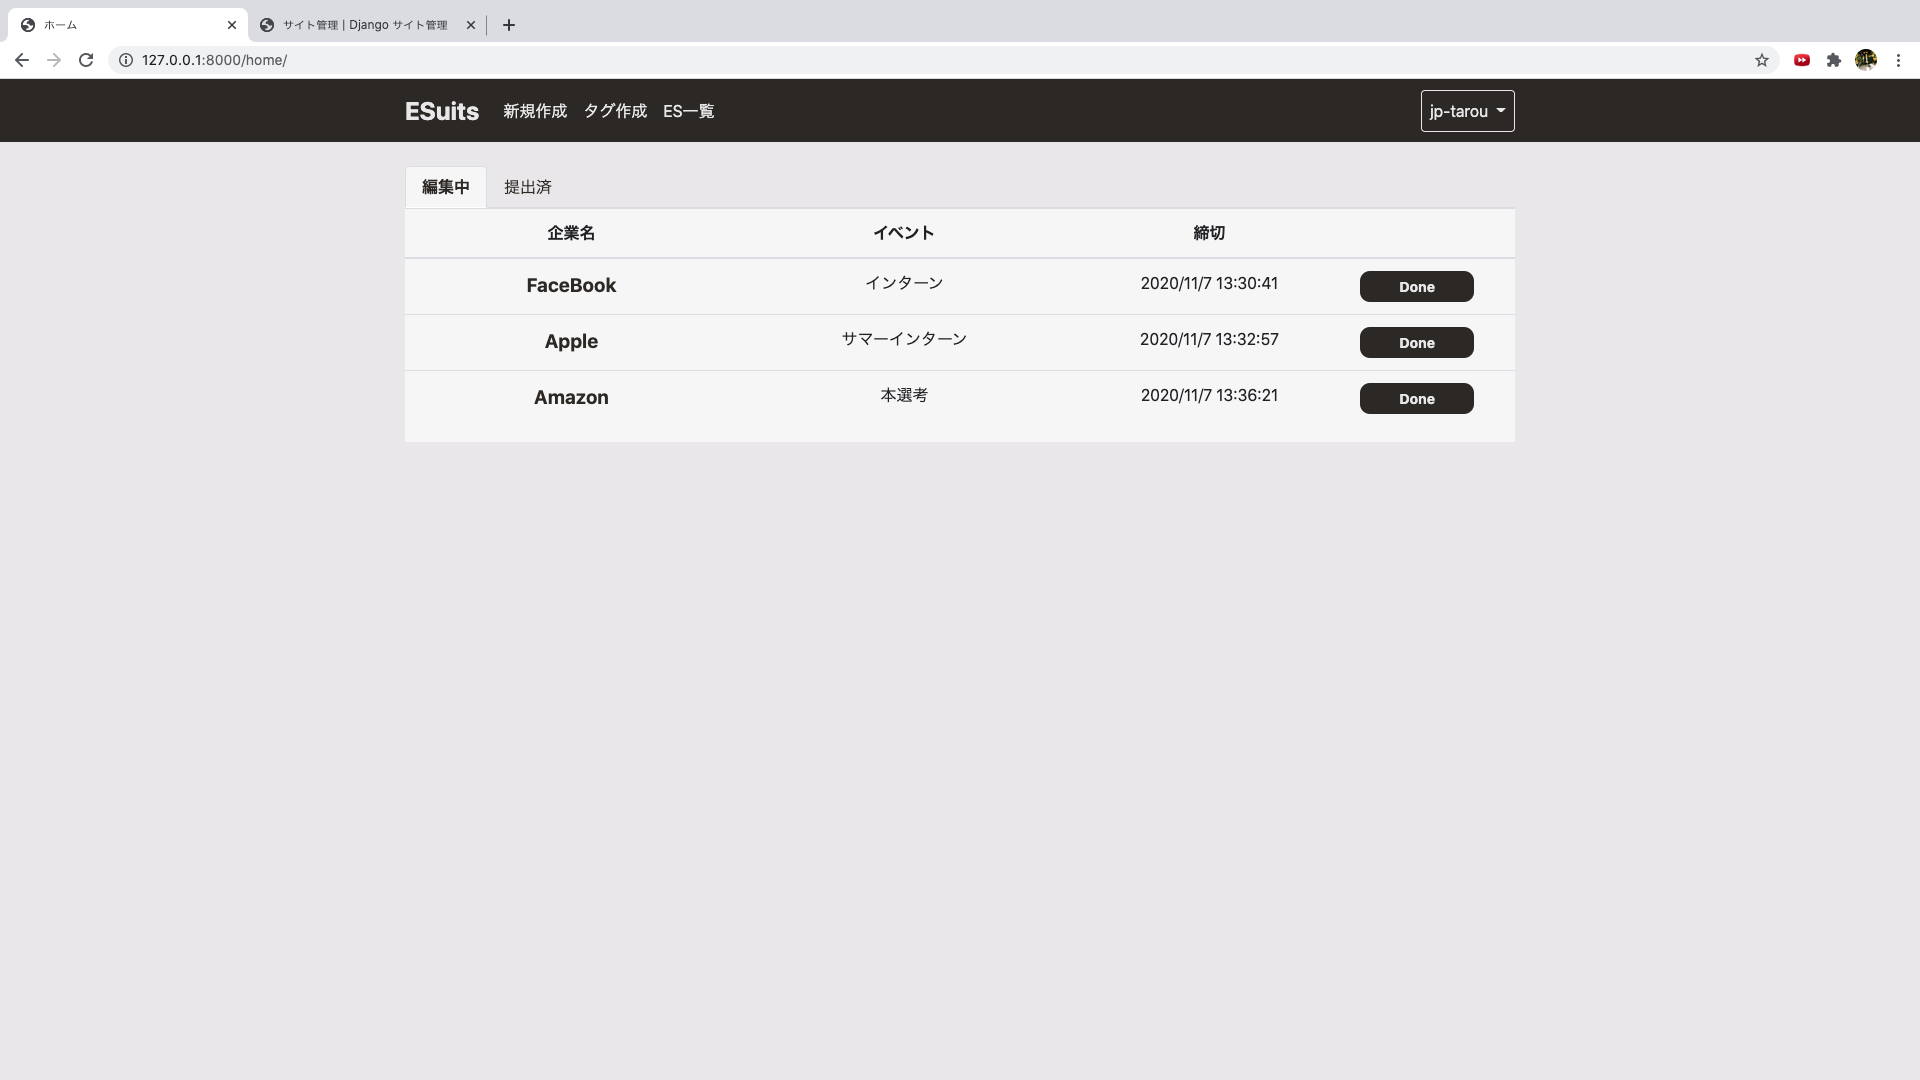 ホーム
サイト管理 | Django サイト管理
127.0.0.1:8000/home/
ESuits 新規作成 タグ作成 ES一覧 jp-tarou
編集中 提出済
企業名 イベント 締切
FaceBook インターン 2020/11/7 13:30:41 Done
Apple サマーインターン 2020/11/7 13:32:57 Done
Amazon 本選考 2020/11/7 13:36:21 Done